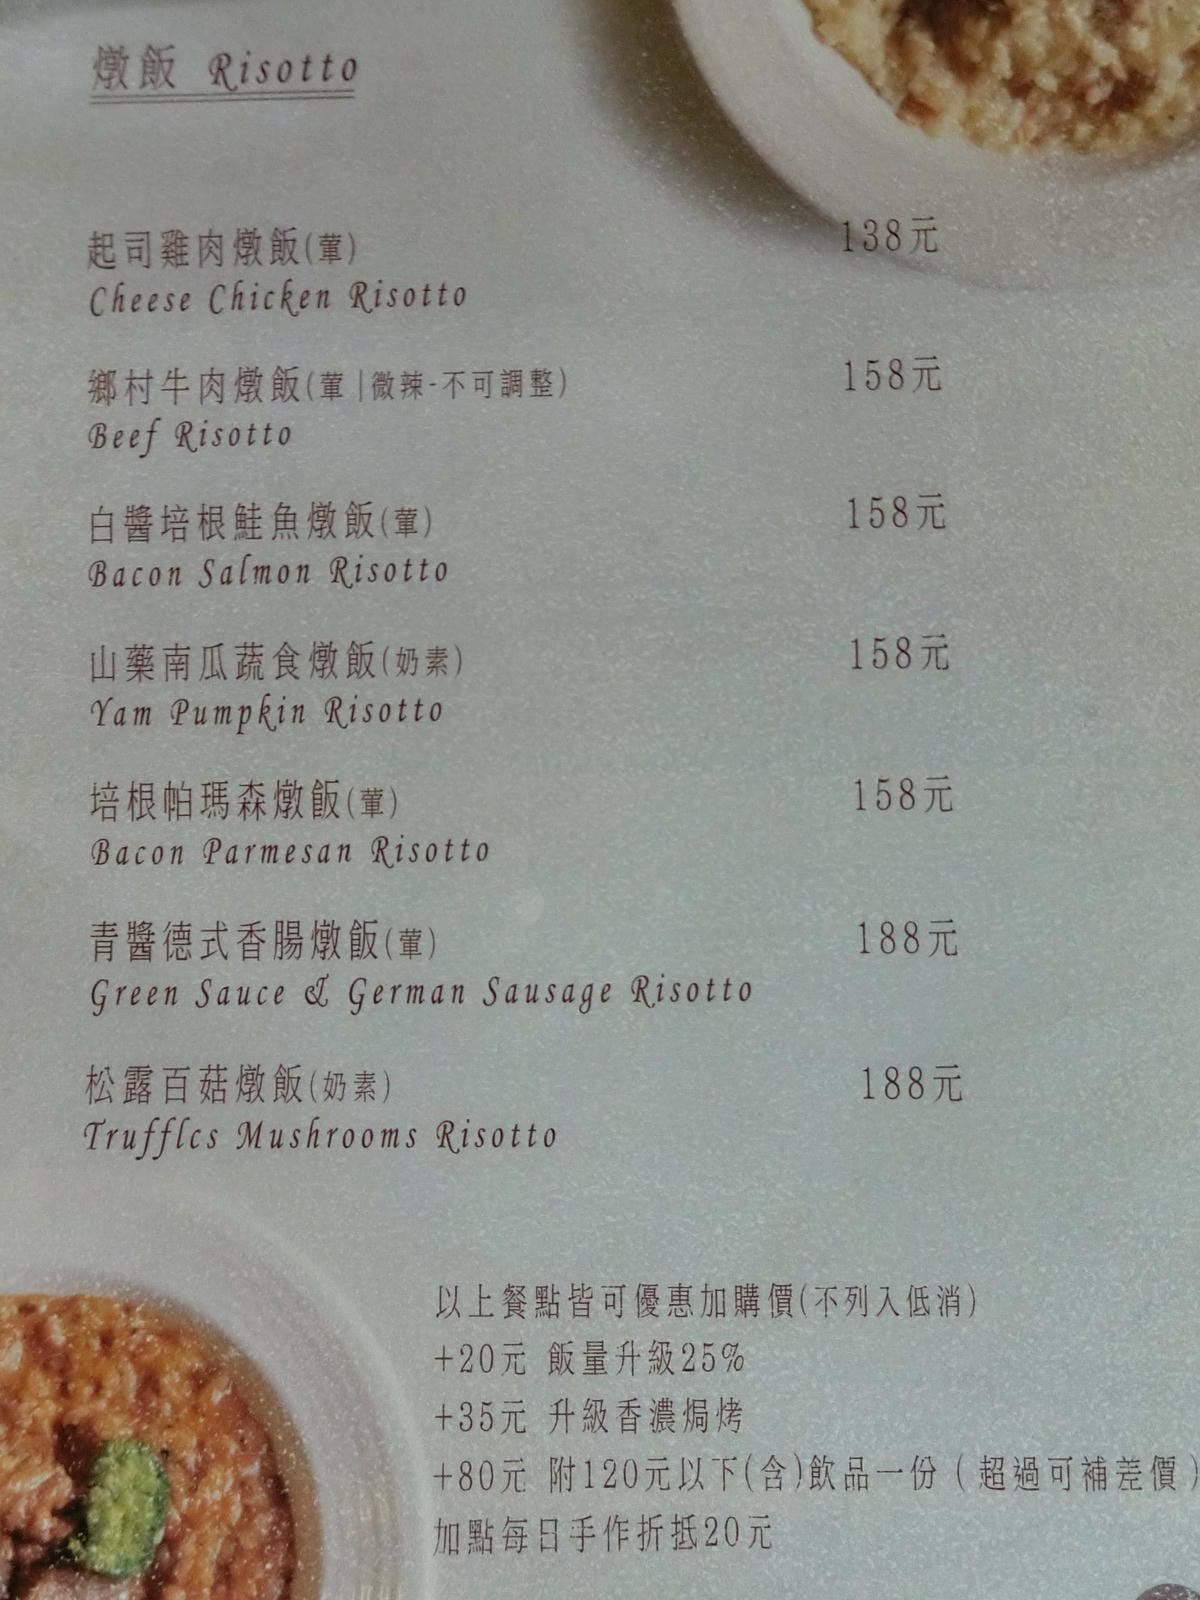 燉飯 Risotto
起司雞肉燉飯(葷) 138元
Cheese Chicken Risotto
鄉村牛肉燉飯(葷|微辣-不可調整) 158元
Beef Risotto
白醬培根鮭魚燉飯(葷) 158元
Bacon Salmon Risotto
山藥南瓜蔬食燉飯(奶素) 158元
Yam Pumpkin Risotto
培根帕瑪森燉飯(葷) 158元
Bacon Parmesan Risotto
青醬德式香腸燉飯(葷) 188元
Green Sauce & German Sausage Risotto
松露百菇燉飯(奶素) 188元
Trufflcs Mushrooms Risotto
以上餐點皆可優惠加購價(不列入低消)
+20元 飯量升級25%
+35元 升級香濃焗烤
+80元 附120元以下(含)飲品一份(超過可補差價)
加點每日手作折抵20元